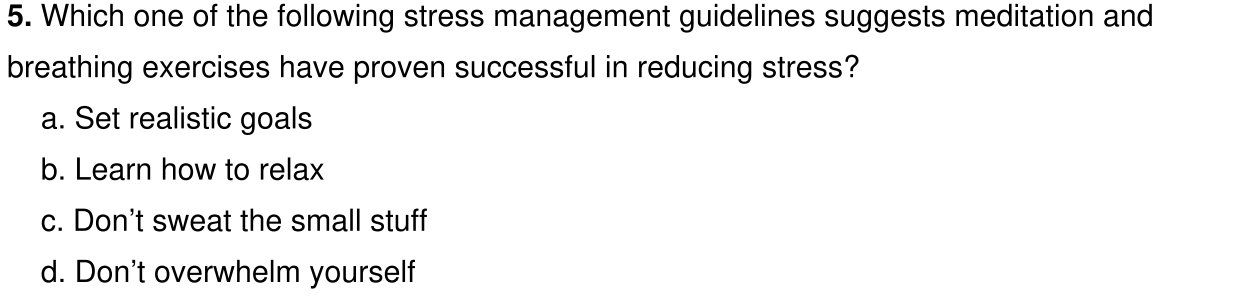 5. Which one of the following stress management guidelines suggests meditation and
breathing exercises have proven successful in reducing stress?
a. Set realistic goals
b. Learn how to relax
c. Don’t sweat the small stuff
d. Don’t overwhelm yourself